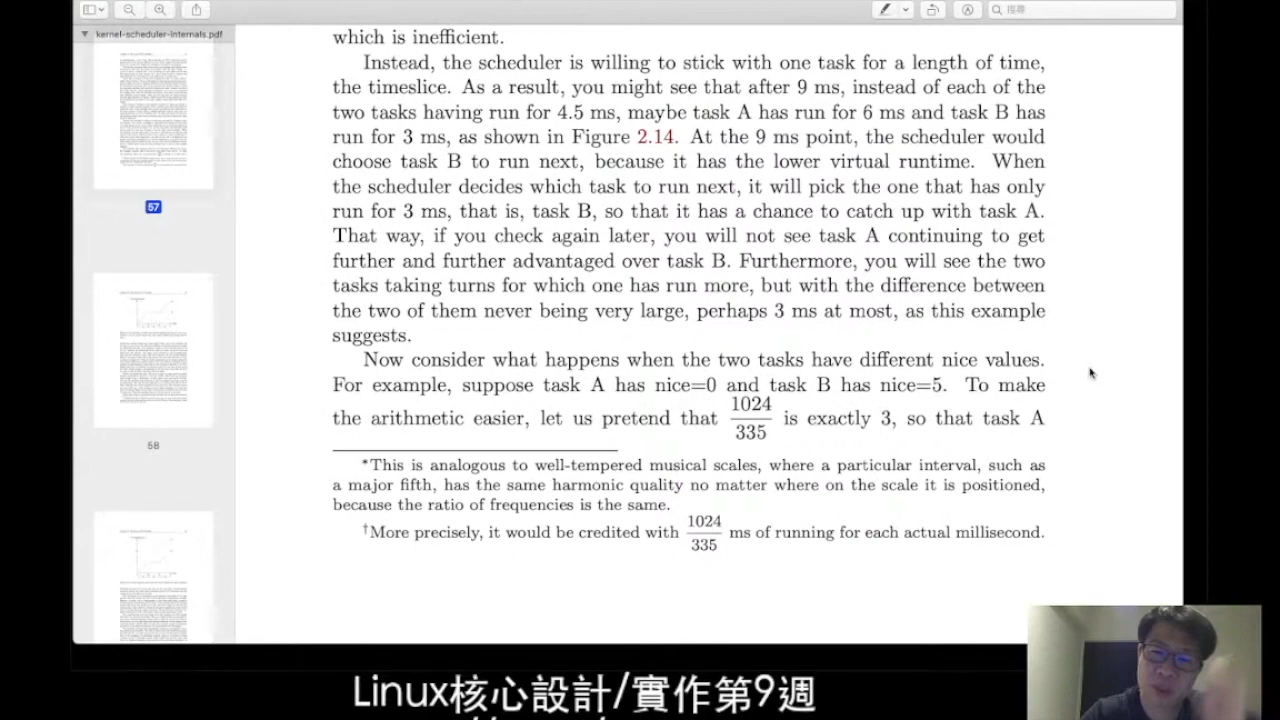 搜尋
kernel-scheduler-internals.pdf
which is inefficient.
Instead, the scheduler is willing to stick with one task for a length of time,
the timeslice. As a result, you might see that after 9 ms, instead of each of the
two tasks having run for 4.5 ms, maybe task A has run for 6 ms and task B has
run for 3 ms, as shown in Figure 2.14. At the 9 ms point, the scheduler would
choose task B to run next, because it has the lower virtual runtime. When
the scheduler decides which task to run next, it will pick the one that has only
run for 3 ms, that is, task B, so that it has a chance to catch up with task A.
That way, if you check again later, you will not see task A continuing to get
further and further advantaged over task B. Furthermore, you will see the two
tasks taking turns for which one has run more, but with the difference between
the two of them never being very large, perhaps 3 ms at most, as this example
suggests.
Now consider what happens when the two tasks have different nice values.
For example, suppose task A has nice=0 and task B has nice=5. To make
the arithmetic easier, let us pretend that 1024/335 is exactly 3, so that task A
*This is analogous to well-tempered musical scales, where a particular interval, such as
a major fifth, has the same harmonic quality no matter where on the scale it is positioned,
because the ratio of frequencies is the same.
†More precisely, it would be credited with 1024/335 ms of running for each actual millisecond.
57
58
Linux核心設計/實作第9週